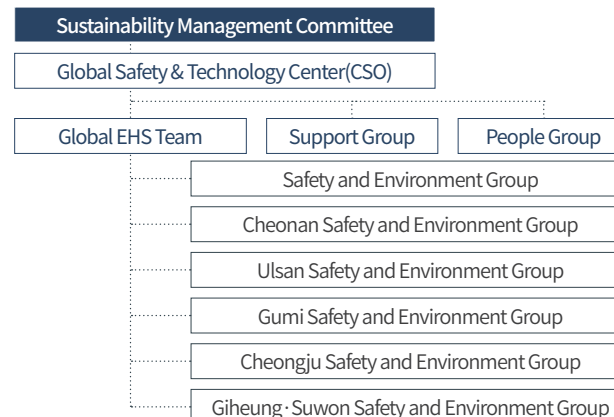 Sustainability Management Committee
Global Safety & Technology Center(CSO)
Global EHS Team
Support Group
People Group
Safety and Environment Group
Cheonan Safety and Environment Group
Ulsan Safety and Environment Group
Gumi Safety and Environment Group
Cheongju Safety and Environment Group
Giheung·Suwon Safety and Environment Group